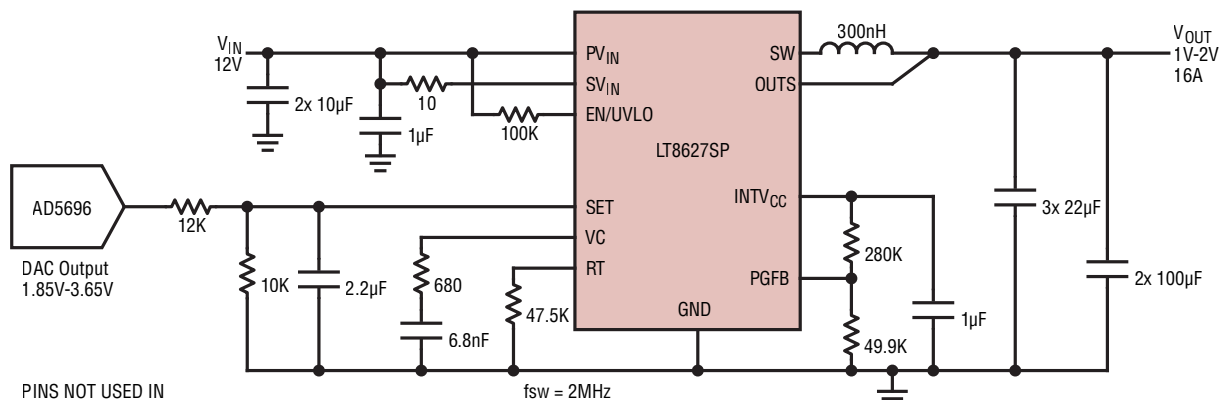 V_IN
12V
2x 10µF
10
1µF
100K
PV_IN
SV_IN
EN/UVLO
LT8627SP
SW
OUTS
300nH
V_OUT
1V-2V
16A
AD5696
DAC Output
1.85V-3.65V
12K
10K
2.2µF
680
6.8nF
47.5K
SET
VC
RT
GND
INTV_CC
PGFB
280K
49.9K
1µF
3x 22µF
2x 100µF
PINS NOT USED IN
fsw = 2MHz